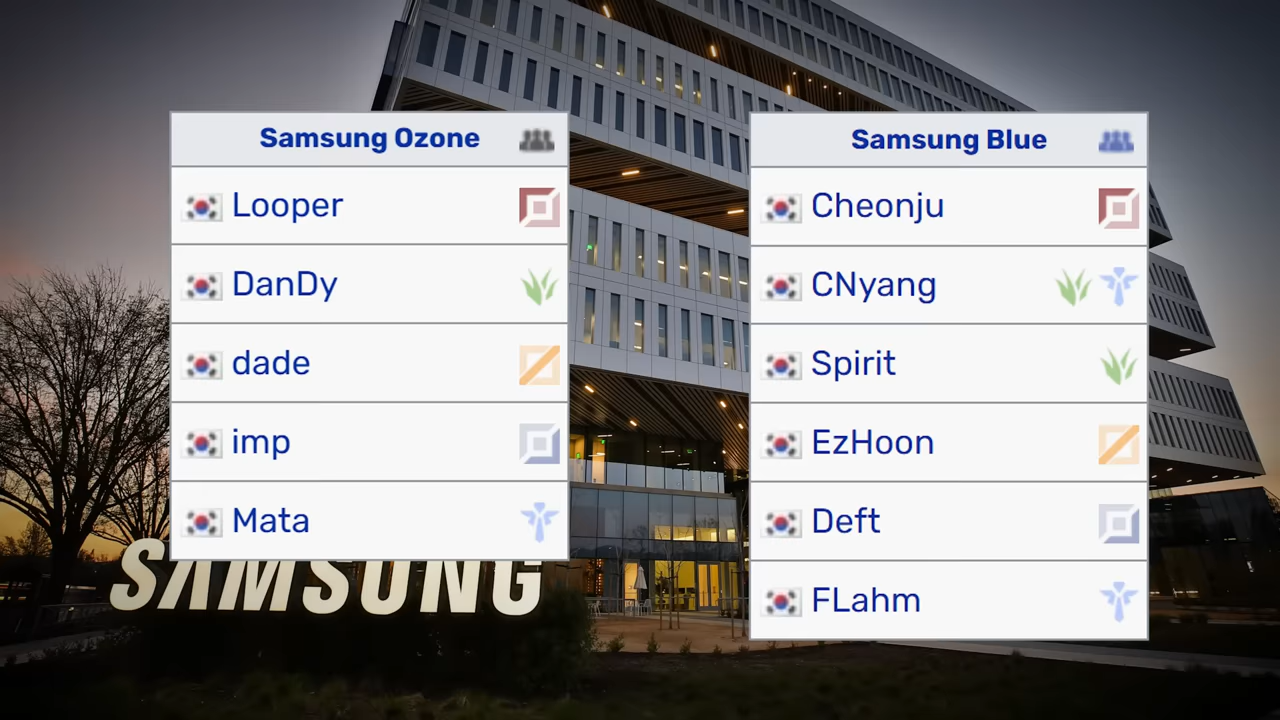 Samsung Ozone
Looper
DanDy
dade
imp
Mata
Samsung Blue
Cheonju
CNyang
Spirit
EzHoon
Deft
FLahm
SAMSUNG